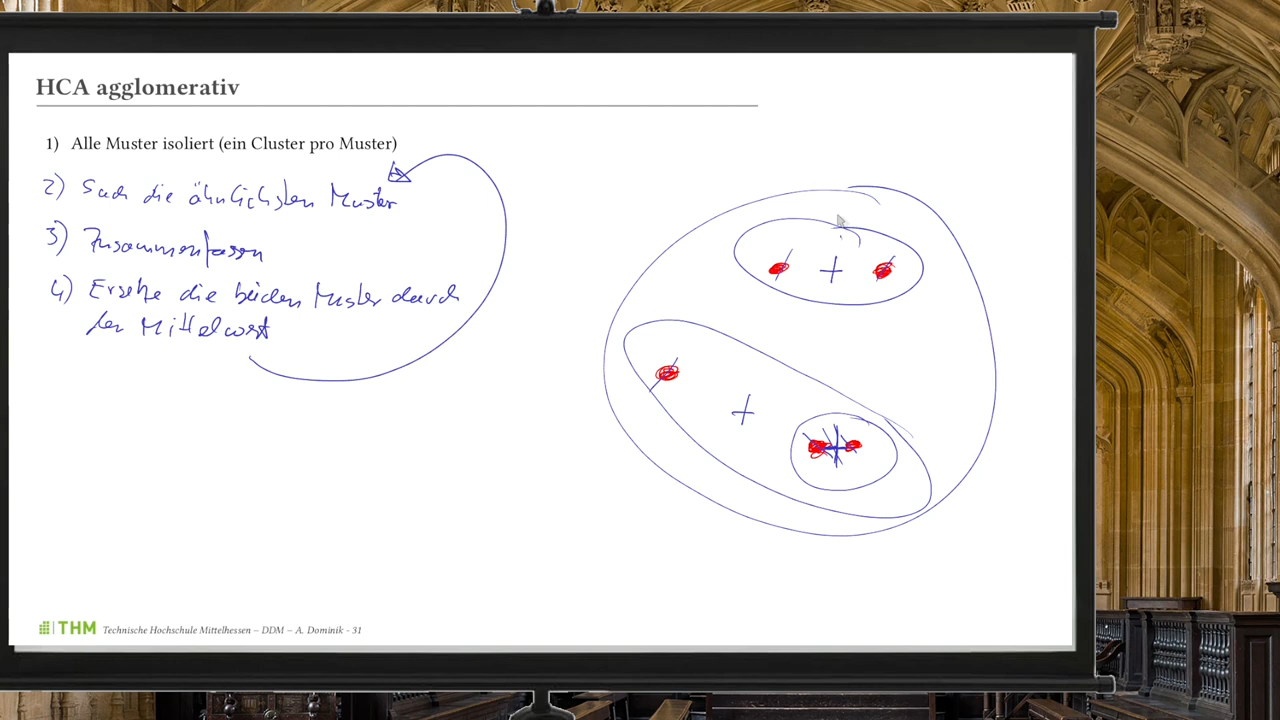 HCA agglomerativ
1) Alle Muster isoliert (ein Cluster pro Muster)
2) Such die ähnlichsten Muster
3) Zusammenfassen
4) Ersetze die beiden Muster durch
den Mittelwert
THM Technische Hochschule Mittelhessen – DDM – A. Dominik - 31